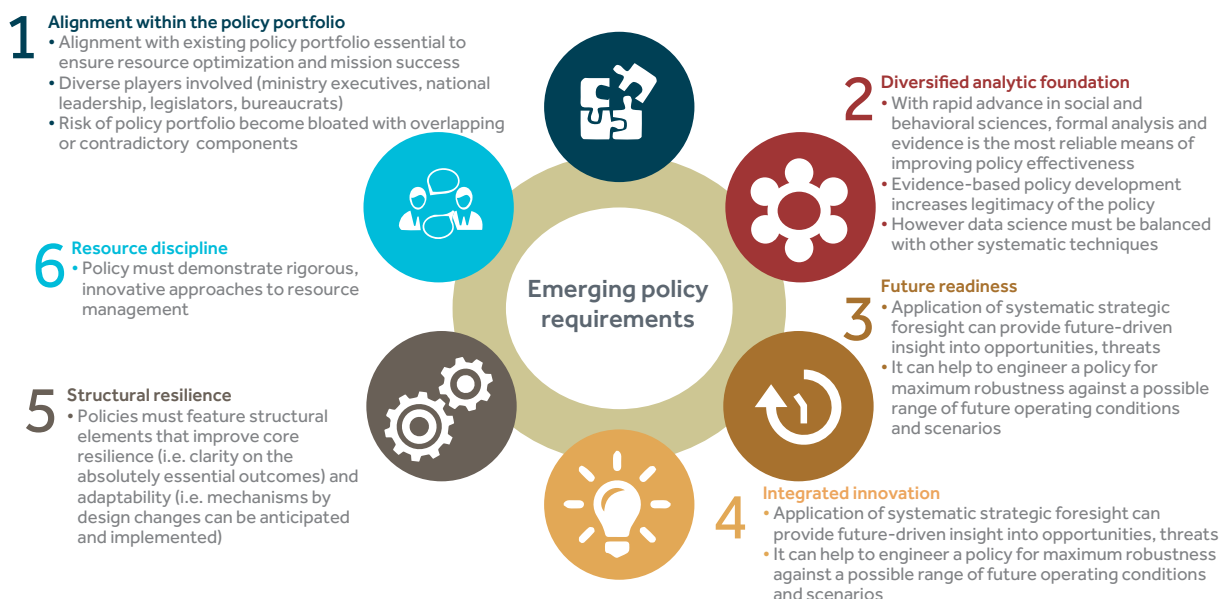 1
Alignment within the policy portfolio
• Alignment with existing policy portfolio essential to
ensure resource optimization and mission success
• Diverse players involved (ministry executives, national
leadership, legislators, bureaucrats)
• Risk of policy portfolio become bloated with overlapping
or contradictory components
2
Diversified analytic foundation
• With rapid advance in social and
behavioral sciences, formal analysis and
evidence is the most reliable means of
improving policy effectiveness
• Evidence-based policy development
increases legitimacy of the policy
• However data science must be balanced
with other systematic techniques
3
Future readiness
• Application of systematic strategic
foresight can provide future-driven
insight into opportunities, threats
• It can help to engineer a policy for
maximum robustness against a possible
range of future operating conditions
and scenarios
4
Integrated innovation
• Application of systematic strategic foresight can
provide future-driven insight into opportunities, threats
• It can help to engineer a policy for maximum robustness
against a possible range of future operating conditions
and scenarios
5
Structural resilience
• Policies must feature structural
elements that improve core
resilience (i.e. clarity on the
absolutely essential outcomes) and
adaptability (i.e. mechanisms by
design changes can be anticipated
and implemented)
6
Resource discipline
• Policy must demonstrate rigorous,
innovative approaches to resource
management
Emerging policy
requirements